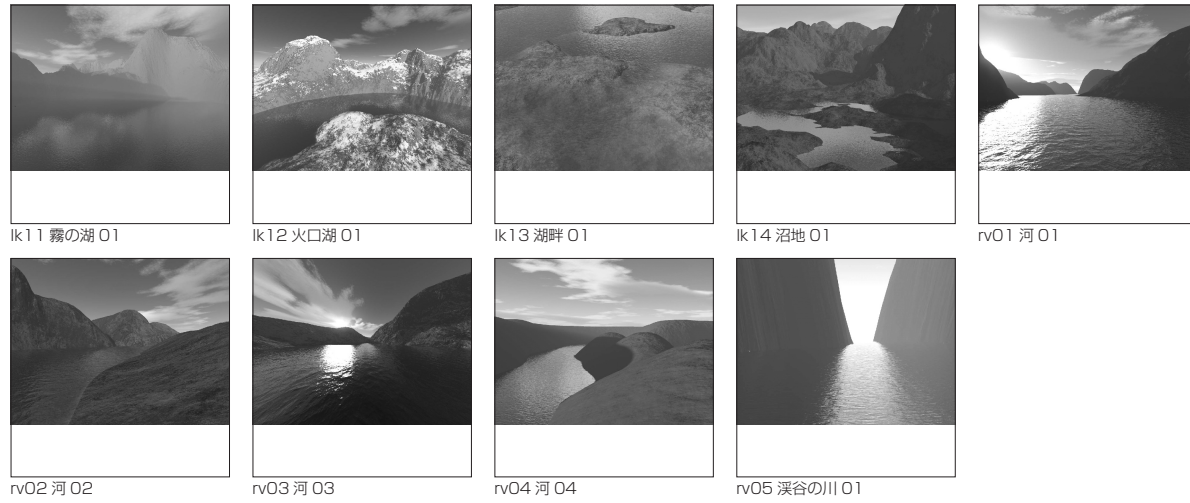 lk11 霧の湖 01
lk12 火口湖 01
lk13 湖畔 01
lk14 沼地 01
rv01 河 01
rv02 河 02
rv03 河 03
rv04 河 04
rv05 渓谷の川 01